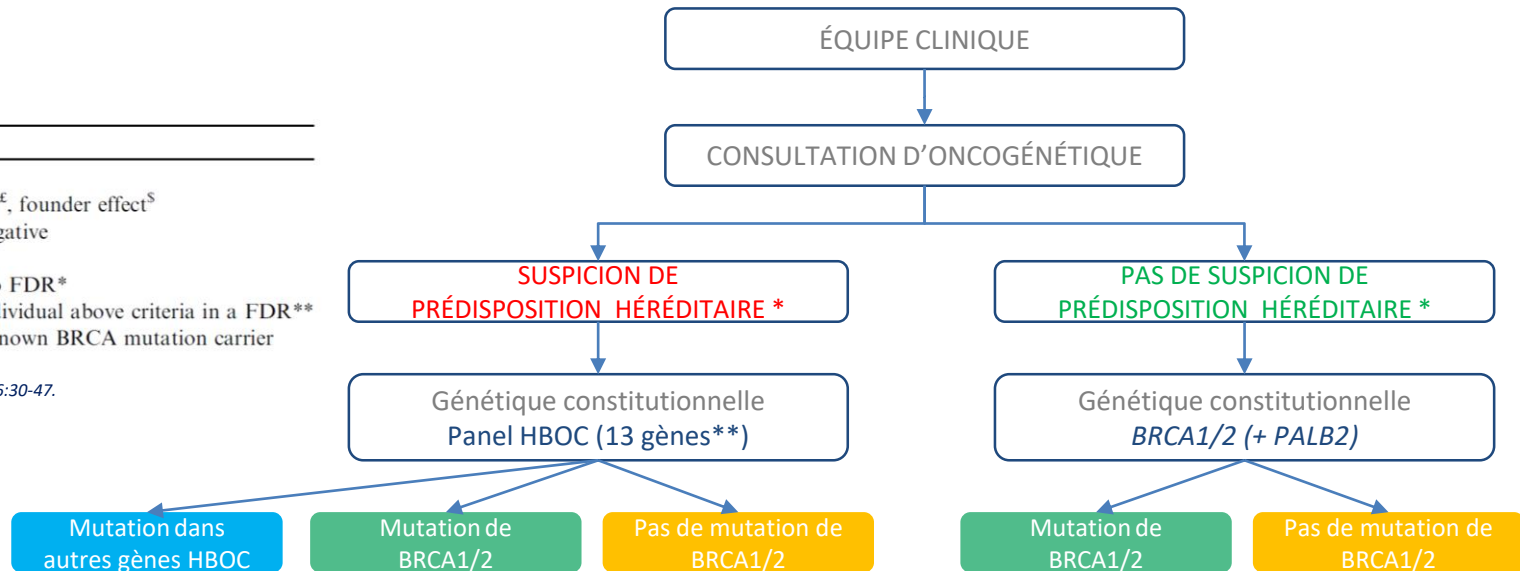 ÉQUIPE CLINIQUE
CONSULTATION D’ONCOGÉNÉTIQUE
£, founder effect$
gative
FDR*
dividual above criteria in a FDR**
nown BRCA mutation carrier
:30-47.
SUSPICION DE
PRÉDISPOSITION HÉRÉDITAIRE *
PAS DE SUSPICION DE
PRÉDISPOSITION HÉRÉDITAIRE *
Génétique constitutionnelle
Panel HBOC (13 gènes**)
Génétique constitutionnelle
BRCA1/2 (+ PALB2)
Mutation dans
autres gènes HBOC
Mutation de
BRCA1/2
Pas de mutation de
BRCA1/2
Mutation de
BRCA1/2
Pas de mutation de
BRCA1/2